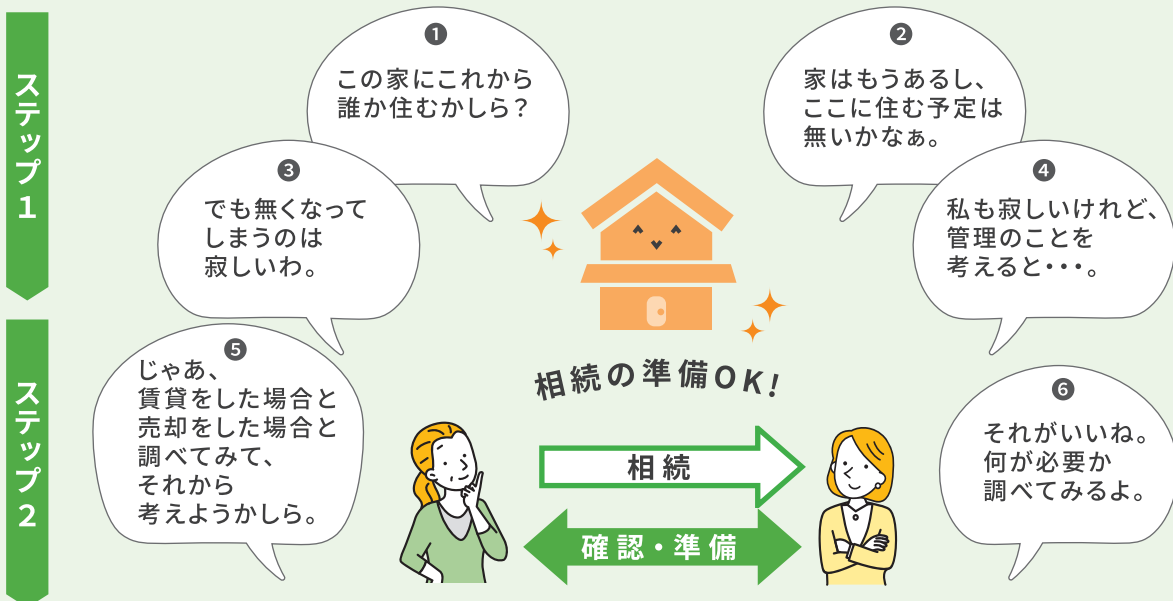 ステップ1
❶
この家にこれから
誰か住むかしら？
❷
家はもうあるし、
ここに住む予定は
無いかなぁ。
❸
でも無くなって
しまうのは
寂しいわ。
❹
私も寂しいけれど、
管理のことを
考えると・・・。
ステップ2
❺
じゃあ、
賃貸をした場合と
売却をした場合と
調べてみて、
それから
考えようかしら。
❻
それがいいね。
何が必要か
調べてみるよ。
相続の準備OK!
相続
確認・準備